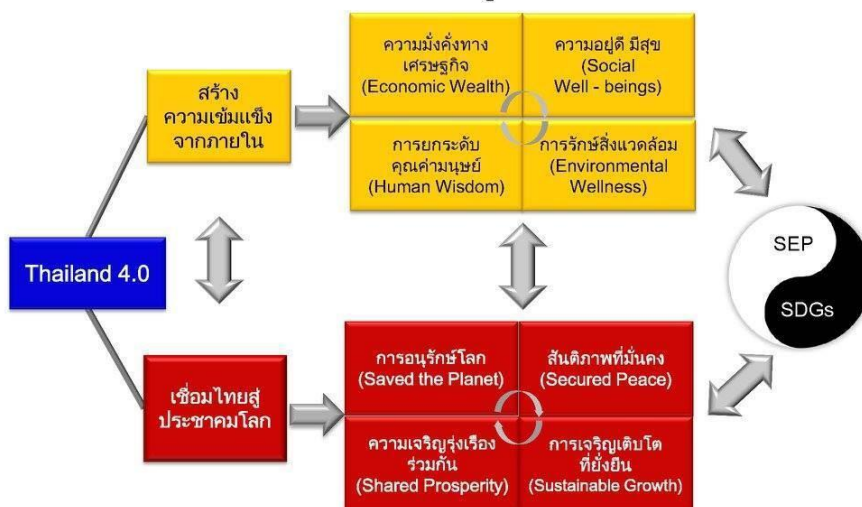 ความมั่งคั่งทาง
เศรษฐกิจ
(Economic Wealth)
ความอยู่ดี มีสุข
(Social
Well - beings)
สร้าง
ความเข้มแข็ง
จากภายใน
การยกระดับ
คุณค่ามนุษย์
(Human Wisdom)
การรักษ์สิ่งแวดล้อม
(Environmental
Wellness)
Thailand 4.0
SEP
SDGs
เชื่อมไทยสู่
ประชาคมโลก
การอนุรักษ์โลก
(Saved the Planet)
สันติภาพที่มั่นคง
(Secured Peace)
ความเจริญรุ่งเรือง
ร่วมกัน
(Shared Prosperity)
การเจริญเติบโต
ที่ยั่งยืน
(Sustainable Growth)